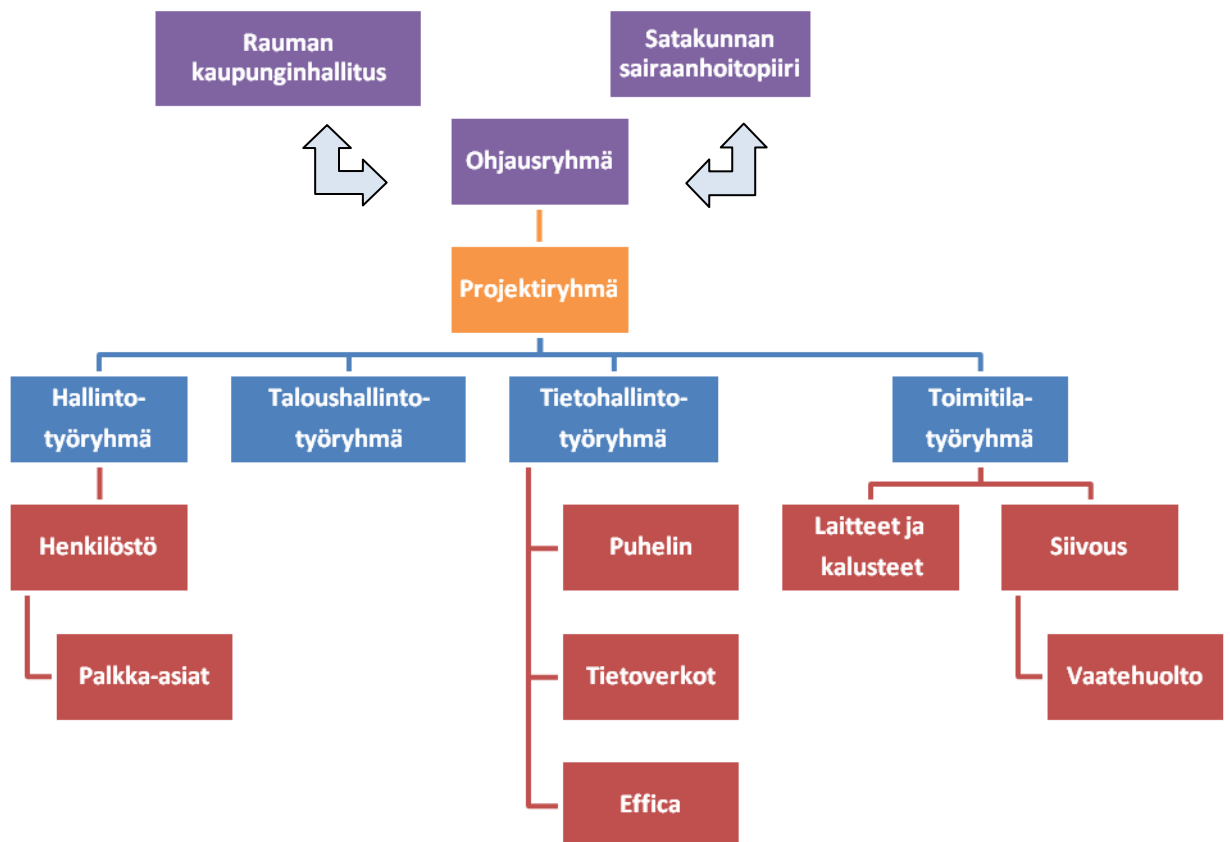 Rauman
kaupunginhallitus
Satakunnan
sairaanhoitopiiri
Ohjausryhmä
Projektiryhmä
Hallinto-
työryhmä
Taloushallinto-
työryhmä
Tietohallinto-
työryhmä
Toimitila-
työryhmä
Henkilöstö
Palkka-asiat
Puhelin
Tietoverkot
Effica
Laitteet ja
kalusteet
Siivous
Vaatehuolto